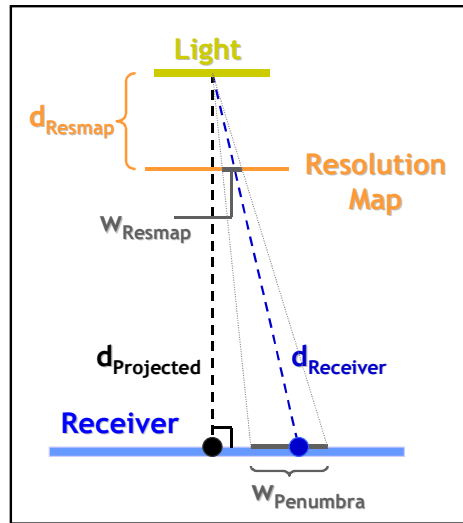 Light
dResmap
Resolution
Map
wResmap
dProjected
dReceiver
Receiver
wPenumbra